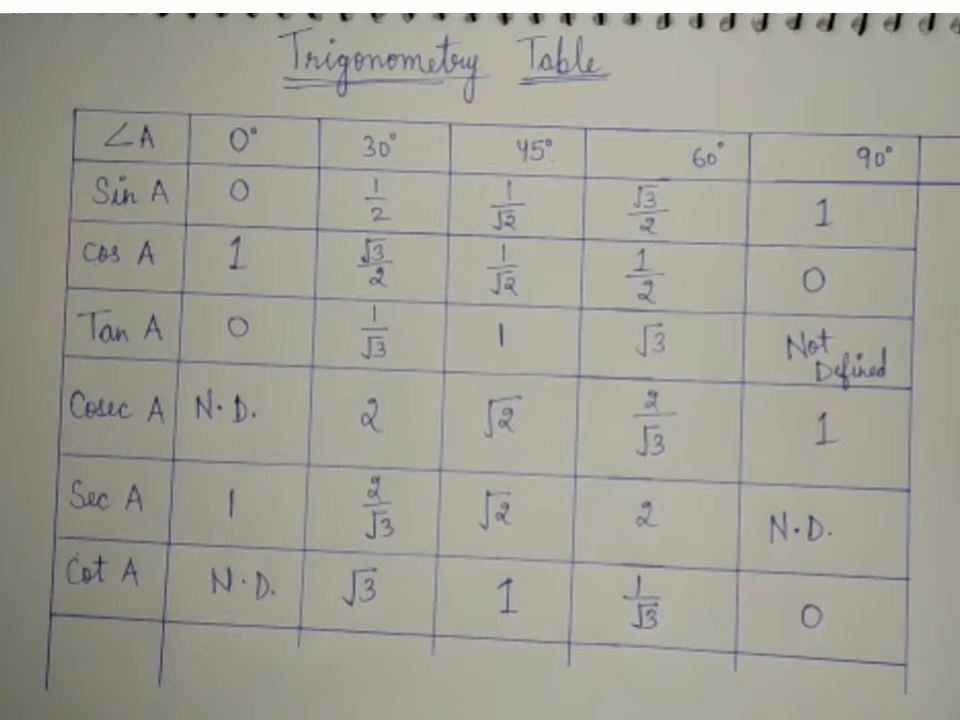 Trigonometry Table
∠A 0° 30° 45° 60° 90°
Sin A 0 1/2 1/√2 √3/2 1
cos A 1 √3/2 1/√2 1/2 0
Tan A 0 1/√3 1 √3 Not Defined
Cosec A N.D. 2 √2 2/√3 1
Sec A 1 2/√3 √2 2 N.D.
Cot A N.D. √3 1 1/√3 0